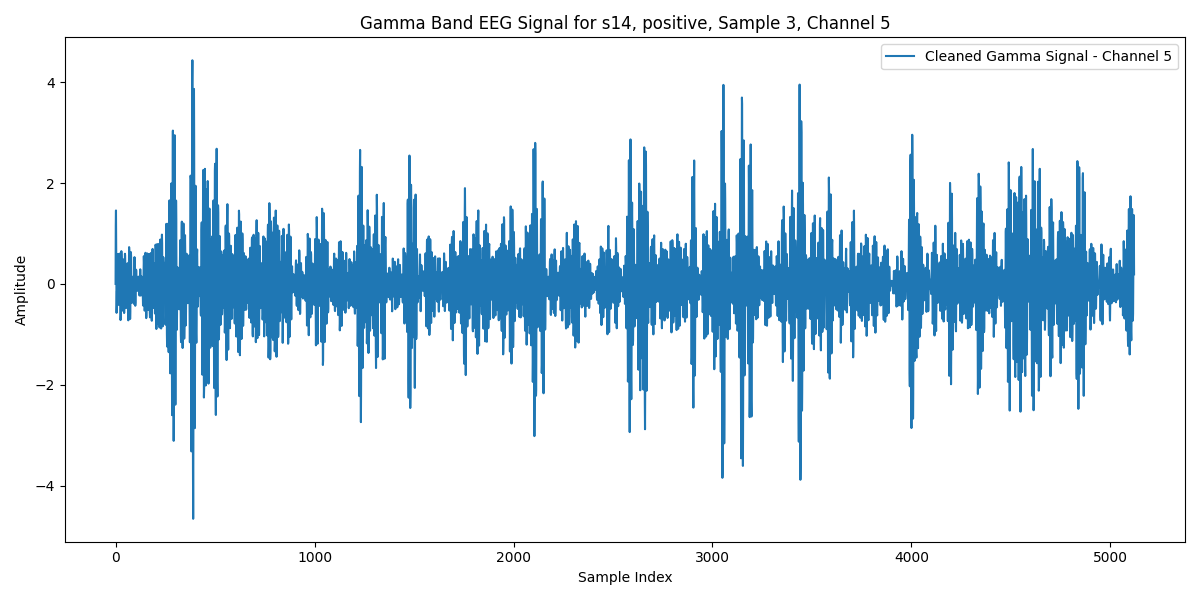 Gamma Band EEG Signal for s14, positive, Sample 3, Channel 5
Cleaned Gamma Signal - Channel 5
4
2
0
−2
−4
Amplitude
0 1000 2000 3000 4000 5000
Sample Index